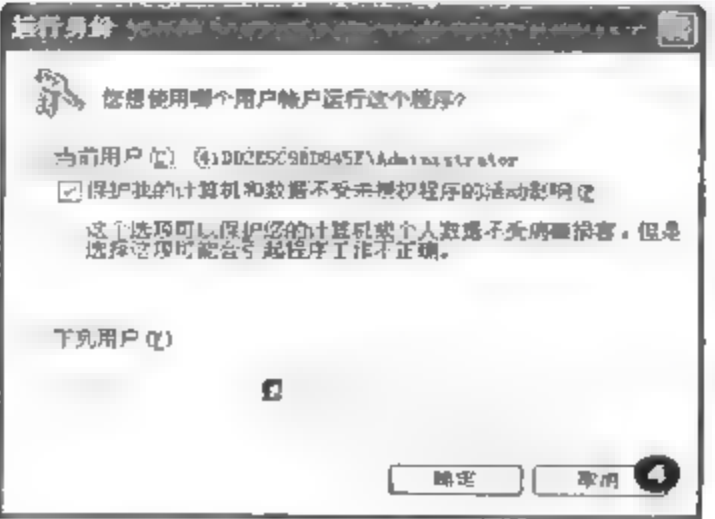 运行身份
您想使用哪个用户帐户运行这个程序?
当前用户(C) (4)DD2E5C98D845E\Administrator
保护我的计算机和数据不受未授权程序的活动影响(P)
这个选项可以保护您的计算机或个人数据不受病毒损害，但是
选择这项可能会引起程序工作不正确。
下列用户(F)
确定
取消
4